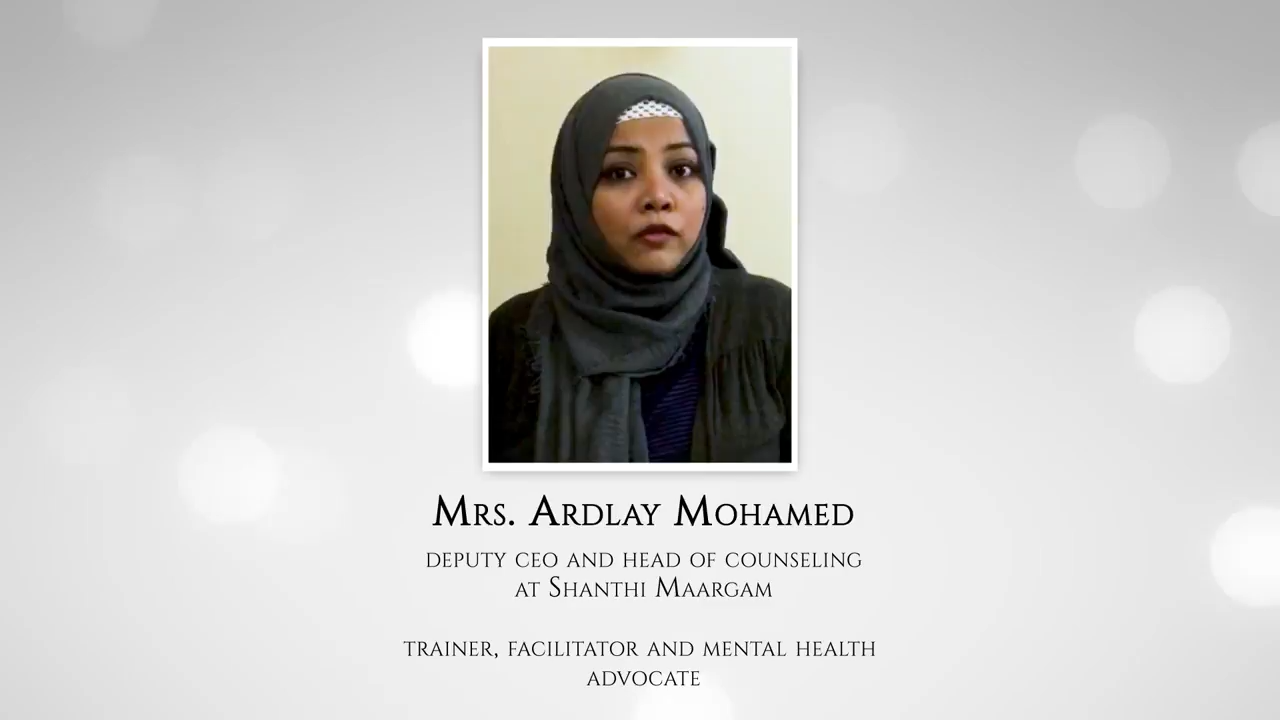 Mrs. Ardlay Mohamed
deputy CEO and head of counseling
at Shanthi Maargam
trainer, facilitator and mental health
advocate